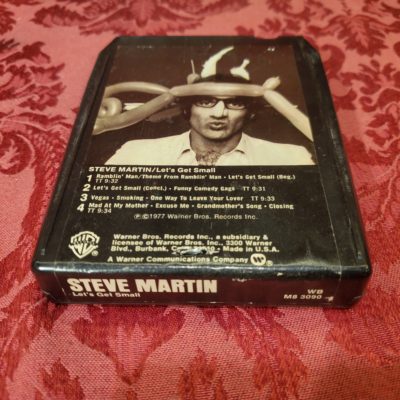 STEVE MARTIN/Let's Get Small
1 Ramblin' Man/Theme From Ramblin' Man - Let's Get Small (Beg.)
TT 9:32
2 Let's Get Small (Concl.) - Funny Comedy Gags TT 9:31
3 Vegas - Smoking - One Way To Leave Your Lover TT 9:33
4 Mad At My Mother - Excuse Me - Grandmother's Song - Closing
TT 9:34
℗©1977 Warner Bros. Records Inc.
Warner Bros. Records Inc., a subsidiary &
licensee of Warner Bros. Inc., 3300 Warner
Blvd., Burbank, Made in U.S.A.
A Warner Communications Company
WB
STEVE MARTIN
Let's Get Small
WB
M8 3090